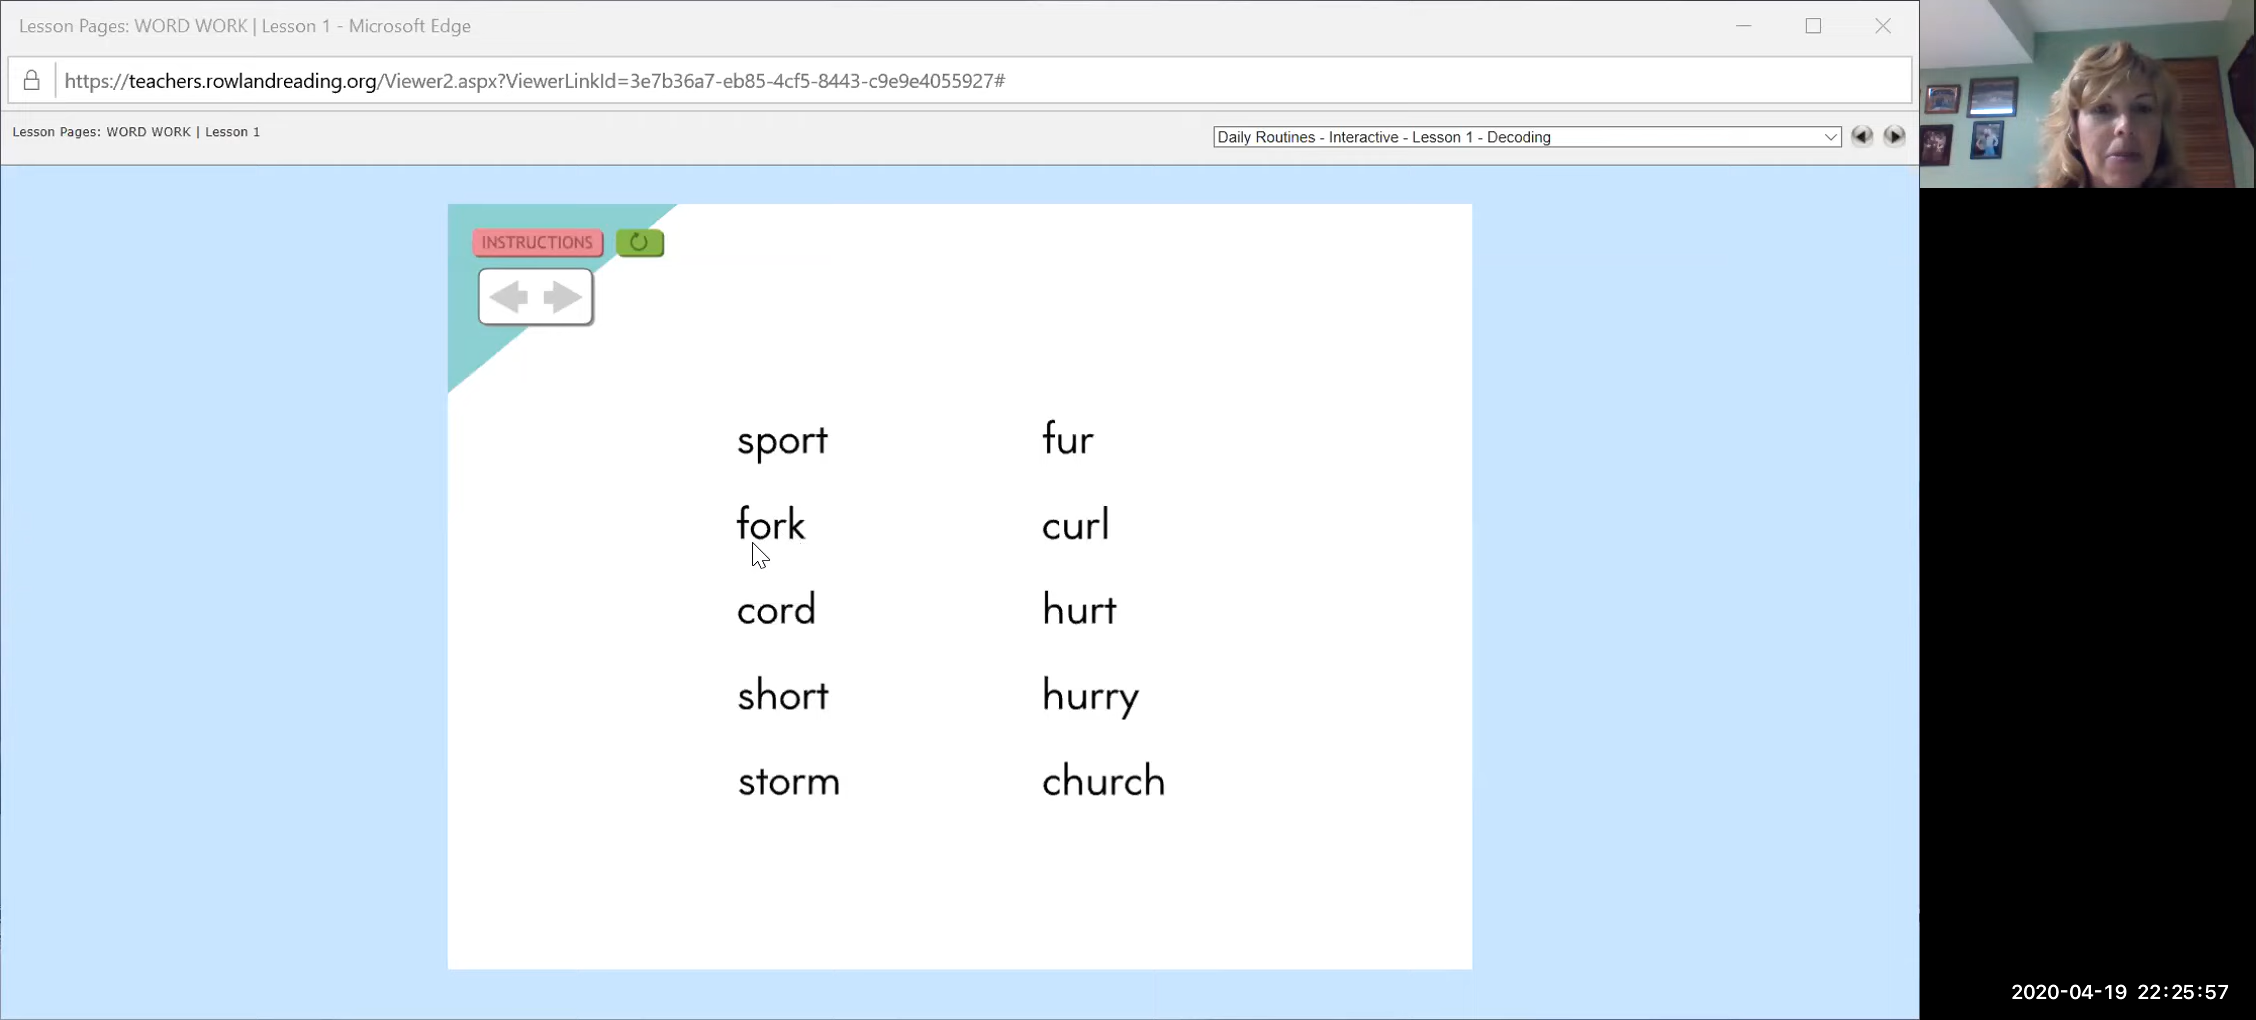 Lesson Pages: WORD WORK | Lesson 1 - Microsoft Edge
https://teachers.rowlandreading.org/Viewer2.aspx?ViewerLinkId=3e7b36a7-eb85-4cf5-8443-c9e9e4055927#
Lesson Pages: WORD WORK | Lesson 1
Daily Routines - Interactive - Lesson 1 - Decoding
INSTRUCTIONS
sport fur
fork curl
cord hurt
short hurry
storm church
2020-04-19 22:25:57